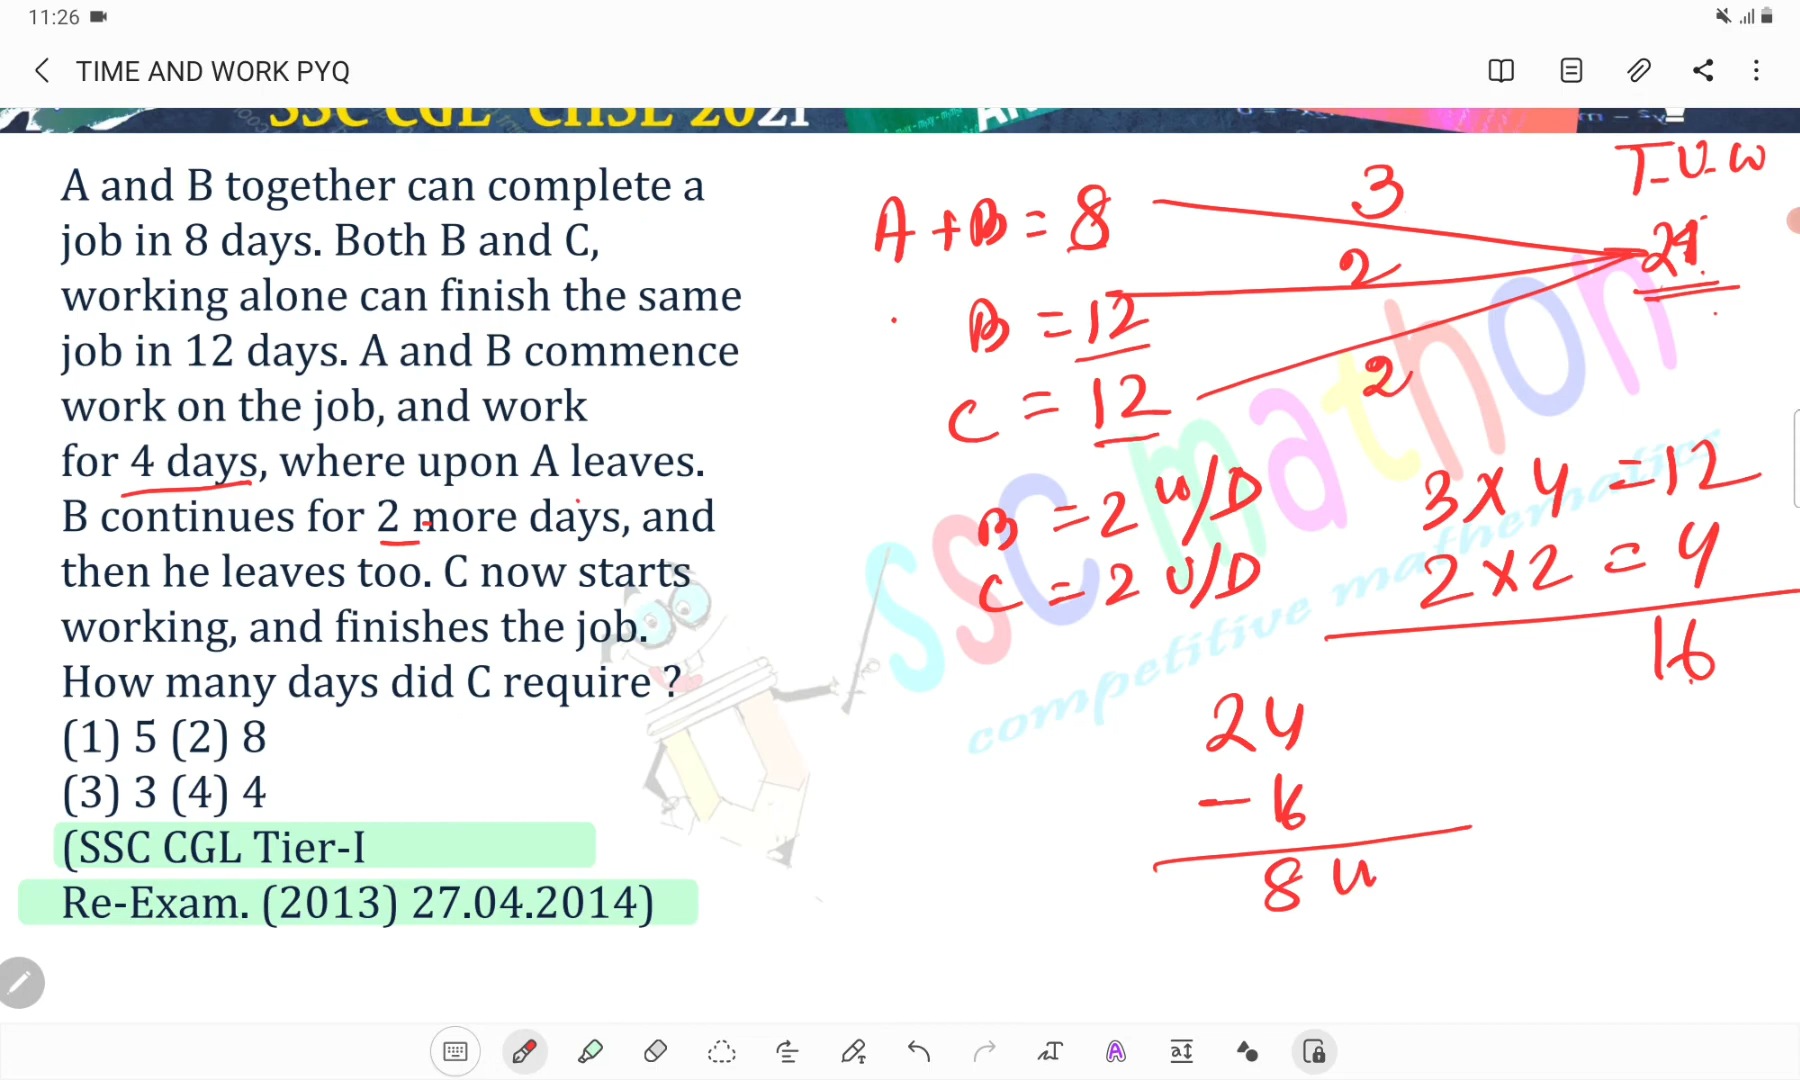 11:26
TIME AND WORK PYQ
SSC CGL CHSL 2021
A and B together can complete a
job in 8 days. Both B and C,
working alone can finish the same
job in 12 days. A and B commence
work on the job, and work
for 4 days, where upon A leaves.
B continues for 2 more days, and
then he leaves too. C now starts
working, and finishes the job.
How many days did C require ?
(1) 5 (2) 8
(3) 3 (4) 4
(SSC CGL Tier-I
Re-Exam. (2013) 27.04.2014)
T.U.W
A+B = 8
3
24
B = 12
2
C = 12
2
B = 2 U/D
C = 2 U/D
3 x 4 = 12
2 x 2 = 4
16
24
- 16
8 u
ssc mathon
competitive mathematics